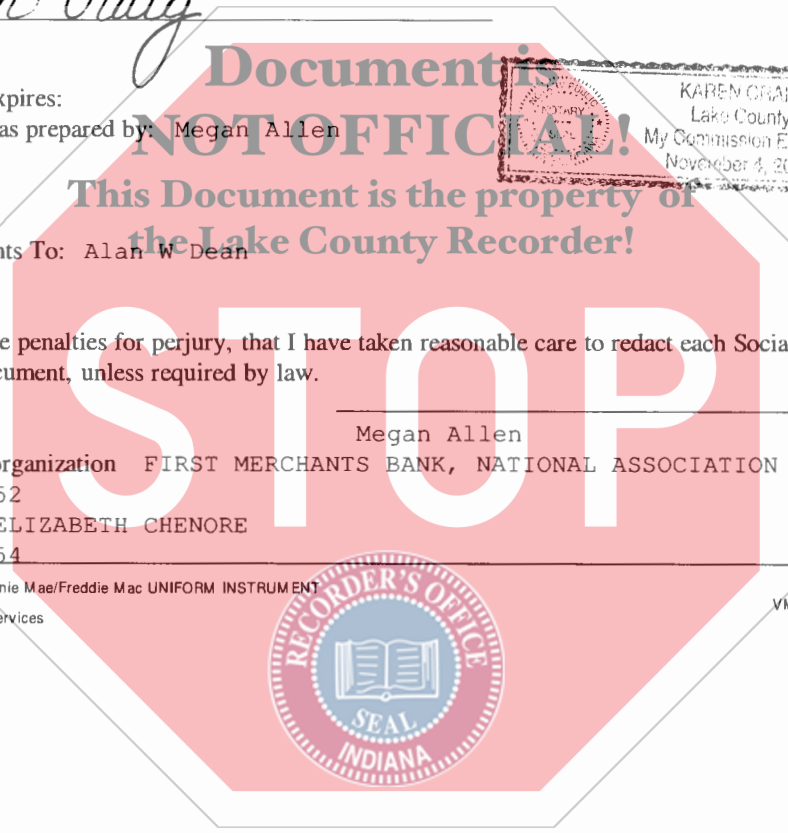 Document is
NOT OFFICIAL!
This Document is the property of
the Lake County Recorder!
xpires:
as prepared by: Megan Allen
KAREN CRAI
Lake County
My Commission E
November 4, 20
NOTARY
nts To: Alan W Dean
STOP
e penalties for perjury, that I have taken reasonable care to redact each Socia
cument, unless required by law.
Megan Allen
organization FIRST MERCHANTS BANK, NATIONAL ASSOCIATION
52
ELIZABETH CHENORE
54
nie Mae/Freddie Mac UNIFORM INSTRUMENT
ervices
VM
RECORDER'S OFFICE
SEAL
INDIANA